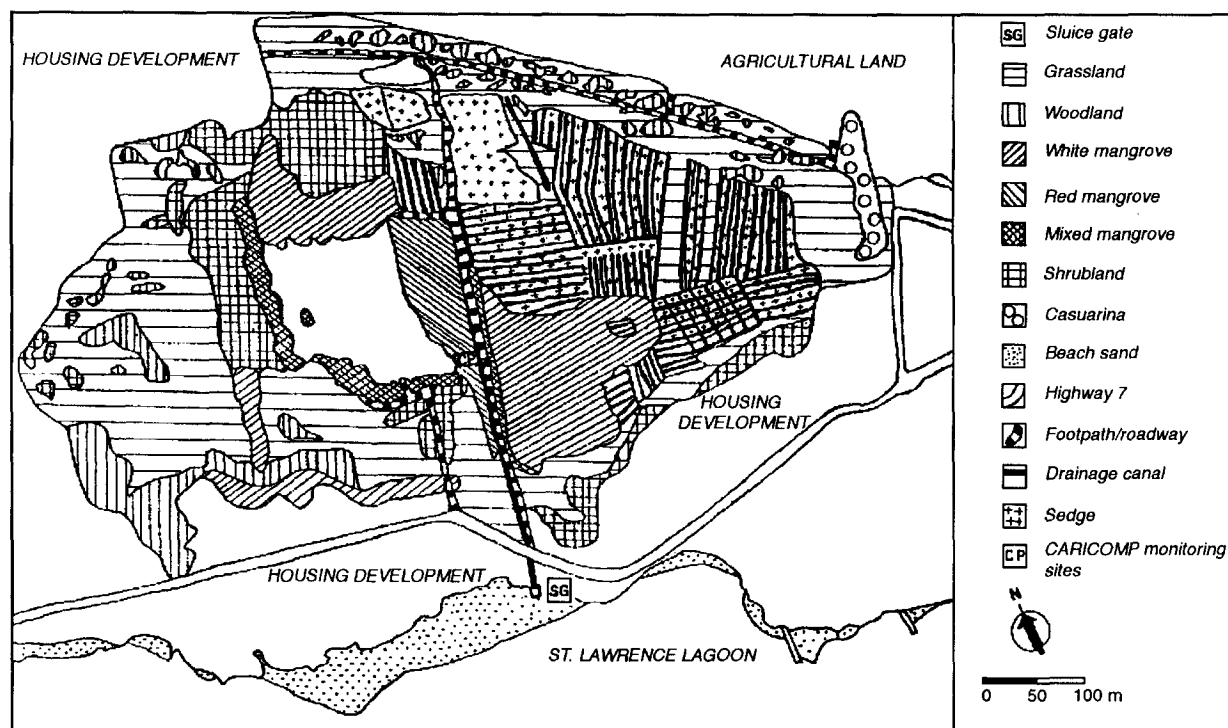 HOUSING DEVELOPMENT
AGRICULTURAL LAND
HOUSING
DEVELOPMENT
HOUSING DEVELOPMENT
SG
ST. LAWRENCE LAGOON
SG Sluice gate
Grassland
Woodland
White mangrove
Red mangrove
Mixed mangrove
Shrubland
Casuarina
Beach sand
Highway 7
Footpath/roadway
Drainage canal
Sedge
CP CARICOMP monitoring
sites
N
0 50 100 m